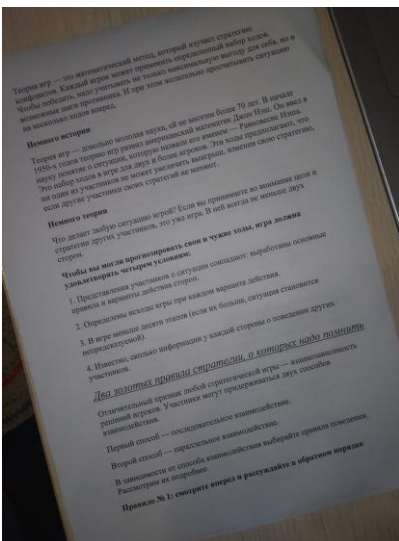 Теория игр — это математический метод, который изучает стратегию
конфликтов. Каждый игрок может применить определенный набор ходов.
Чтобы победить, надо учитывать не только максимальную выгоду для себя, но и
возможные шаги противника. И при этом желательно просчитывать ситуацию
на несколько ходов вперед.
Немного истории
Теория игр — довольно молодая наука, ей не многим более 70 лет. В начале
1950-х годов теорию игр развил американский математик Джон Нэш. Он ввел в
науку понятие о ситуации, которую назвали его именем — Равновесие Нэша.
Это набор ходов в игре для двух и более игроков. Эти ходы предполагают, что
ни один из участников не может увеличить выигрыш, изменив свою стратегию,
если другие участники своих стратегий не меняют.
Немного теории
Что делает любую ситуацию игрой? Если вы принимаете во внимание цели и
стратегии других участников, это уже игра. В ней всегда не меньше двух
сторон.
Чтобы вы могли прогнозировать свои и чужие ходы, игра должна
удовлетворять четырем условиям:
1. Представления участников о ситуации совпадают: выработаны основные
правила и варианты действия сторон.
2. Определены исходы игры при каждом варианте действия.
3. В игре меньше десяти этапов (если их больше, ситуация становится
непредсказуемой).
4. Известно, сколько информации у каждой стороны о поведении других
участников.
Два золотых правила стратегии, о которых надо помнить
Отличительный признак любой стратегической игры — взаимозависимость
решений игроков. Участники могут придерживаться двух способов
взаимодействия.
Первый способ — последовательное взаимодействие.
Второй способ — параллельное взаимодействие.
В зависимости от способа взаимодействия выбирайте правила поведения.
Рассмотрим их подробнее.
Правило № 1: смотрите вперед и рассуждайте в обратном порядке